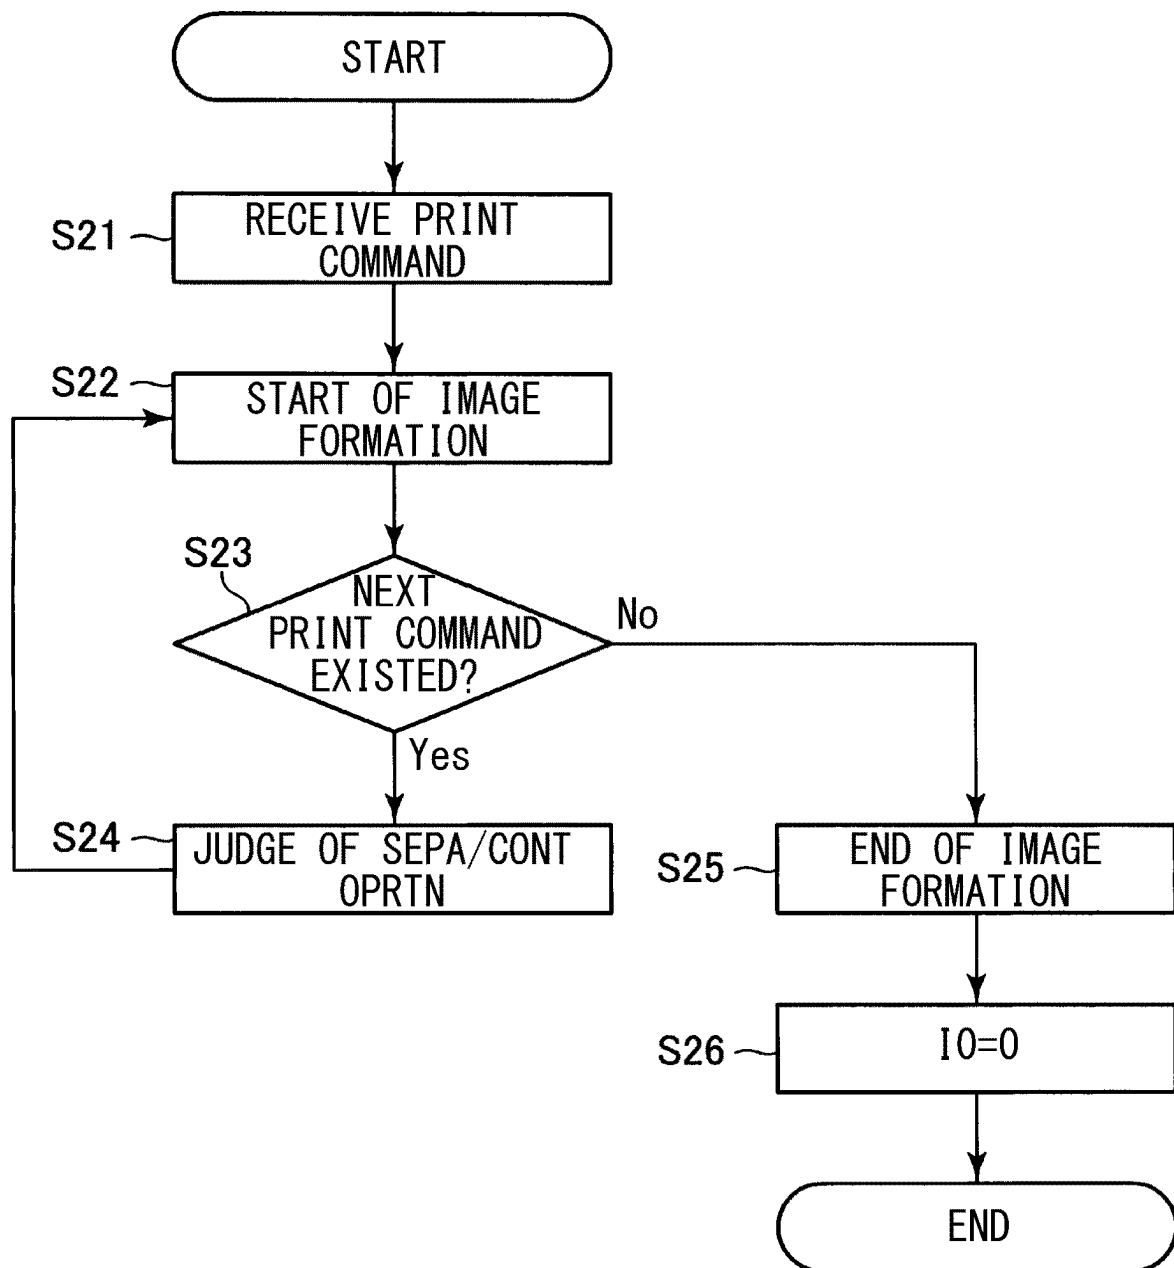 START
S21
RECEIVE PRINT
COMMAND
S22
START OF IMAGE
FORMATION
S23
NEXT
PRINT COMMAND
EXISTED?
No
Yes
S24
JUDGE OF SEPA/CONT
OPRTN
S25
END OF IMAGE
FORMATION
S26
I0=0
END